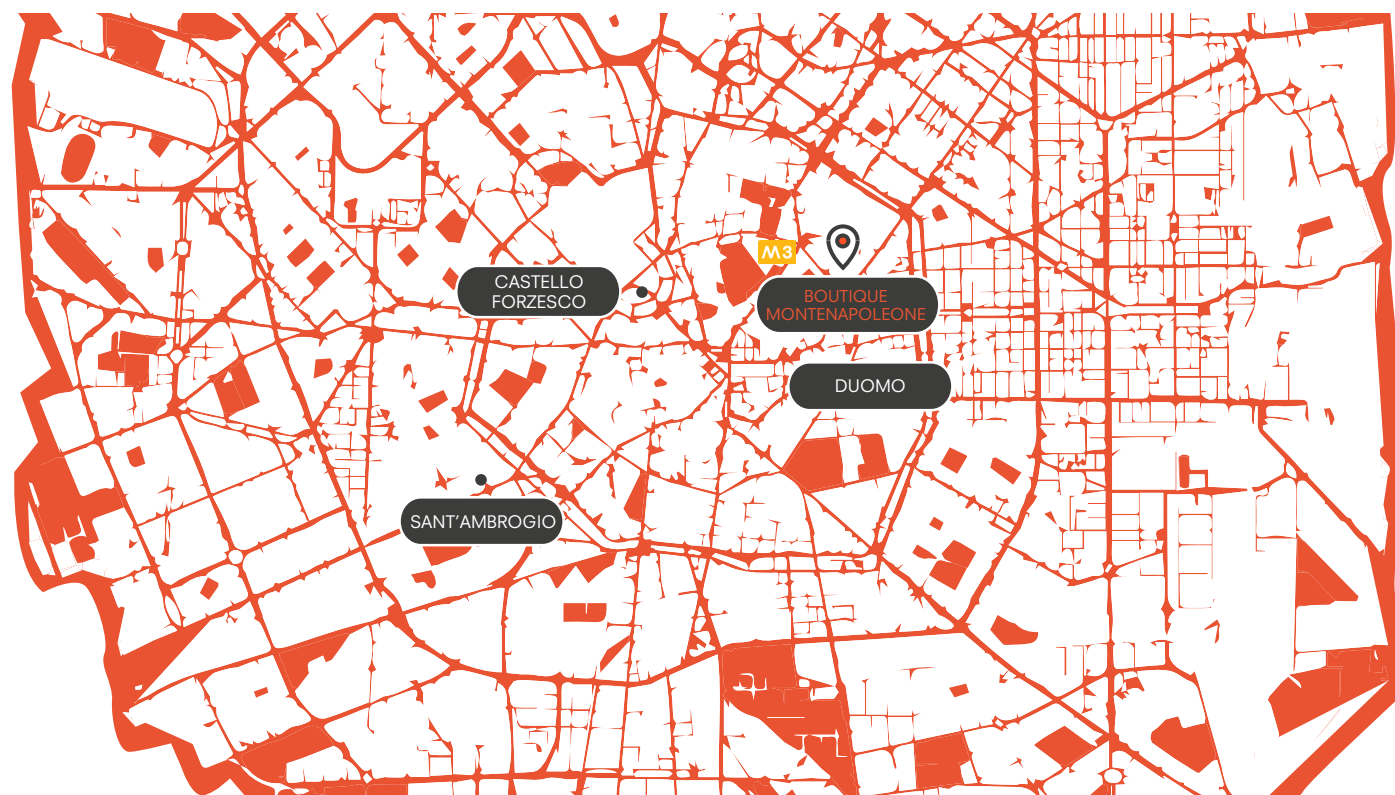 M3
CASTELLO
FORZESCO
BOUTIQUE
MONTENAPOLEONE
DUOMO
SANT'AMBROGIO